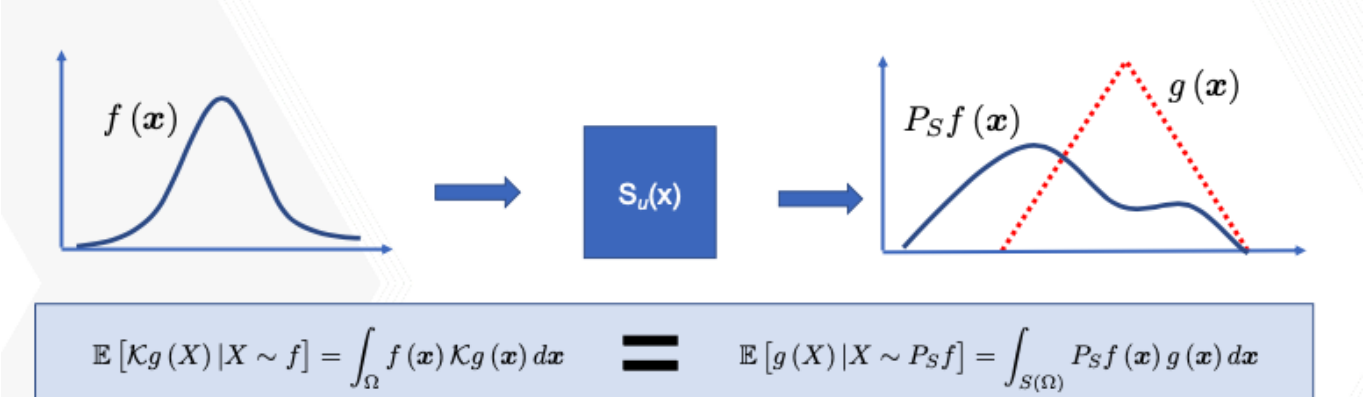 f (x)
S_u(x)
P_S f (x)
g (x)
𝔼 [𝒦g (X) |X ∼ f] = ∫_Ω f (x) 𝒦g (x) dx = 𝔼 [g (X) |X ∼ P_S f] = ∫_{S(Ω)} P_S f (x) g (x) dx